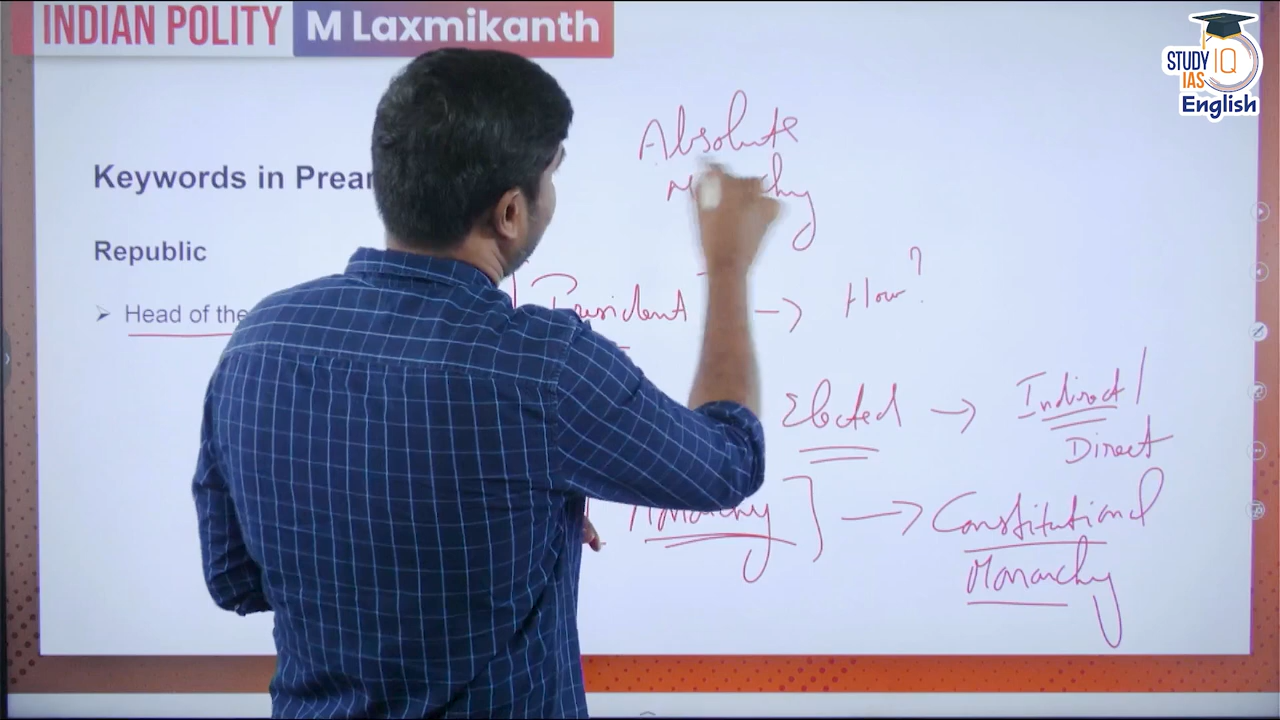 INDIAN POLITY M Laxmikanth
STUDY IQ
IAS
English
Keywords in Prea
Republic
➤ Head of the
Absolute
President → How?
Elected → Indirect /
Direct
Monarchy ] → Constitutional
Monarchy